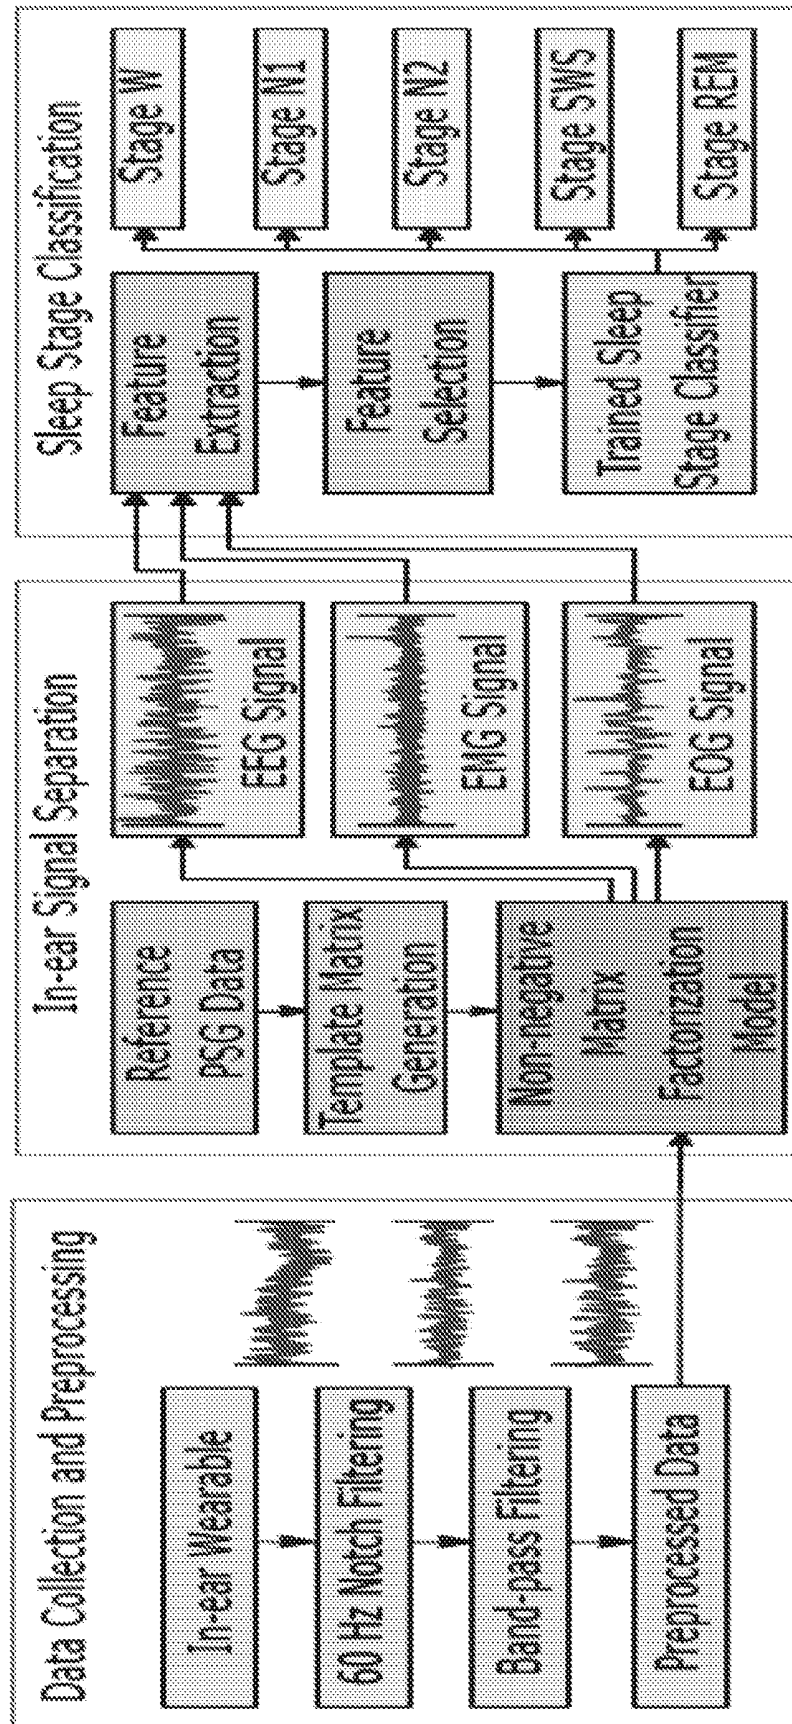 Data Collection and Preprocessing
In-ear Wearable
60 Hz Notch Filtering
Band-pass Filtering
Preprocessed Data
In-ear Signal Separation
Reference
PSG Data
Template Matrix
Generation
Non-negative
Matrix
Factorization
Model
EEG Signal
EMG Signal
EOG Signal
Sleep Stage Classification
Feature
Extraction
Feature
Selection
Trained Sleep
Stage Classifier
Stage W
Stage N1
Stage N2
Stage SWS
Stage REM